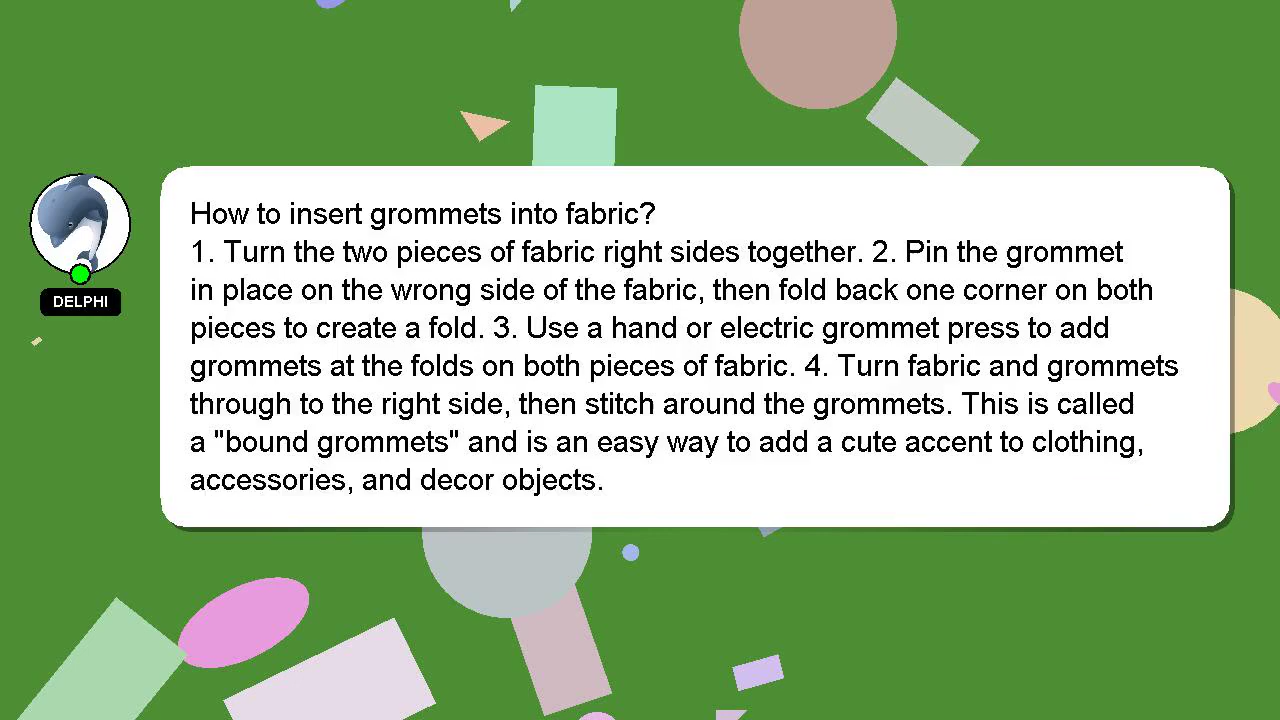 How to insert grommets into fabric?
1. Turn the two pieces of fabric right sides together. 2. Pin the grommet
in place on the wrong side of the fabric, then fold back one corner on both
pieces to create a fold. 3. Use a hand or electric grommet press to add
grommets at the folds on both pieces of fabric. 4. Turn fabric and grommets
through to the right side, then stitch around the grommets. This is called
a "bound grommets" and is an easy way to add a cute accent to clothing,
accessories, and decor objects.
DELPHI